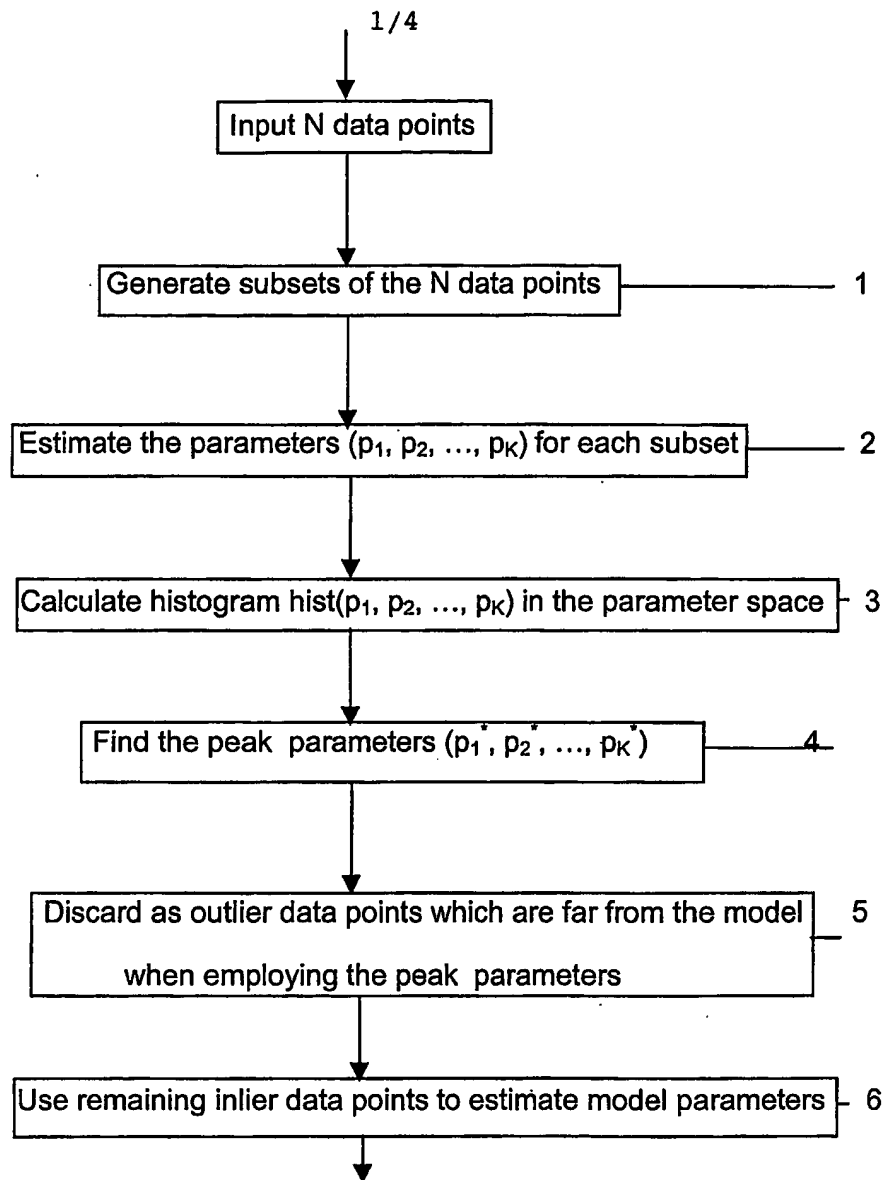 1/4
Input N data points
Generate subsets of the N data points 1
Estimate the parameters (p₁, p₂, ..., pK) for each subset 2
Calculate histogram hist(p₁, p₂, ..., pK) in the parameter space 3
Find the peak parameters (p₁*, p₂*, ..., pK*) 4
Discard as outlier data points which are far from the model 5
when employing the peak parameters
Use remaining inlier data points to estimate model parameters 6